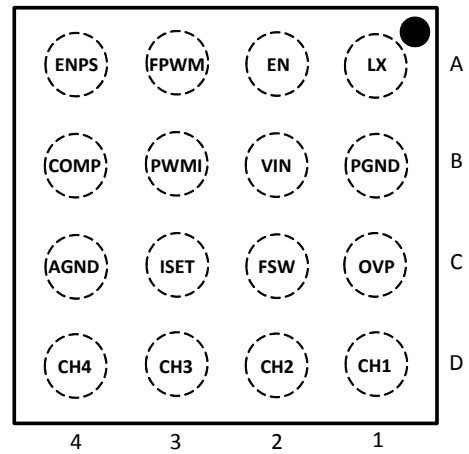 ENPS FPWM EN LX A
COMP PWMI VIN PGND B
AGND ISET FSW OVP C
CH4 CH3 CH2 CH1 D
4 3 2 1